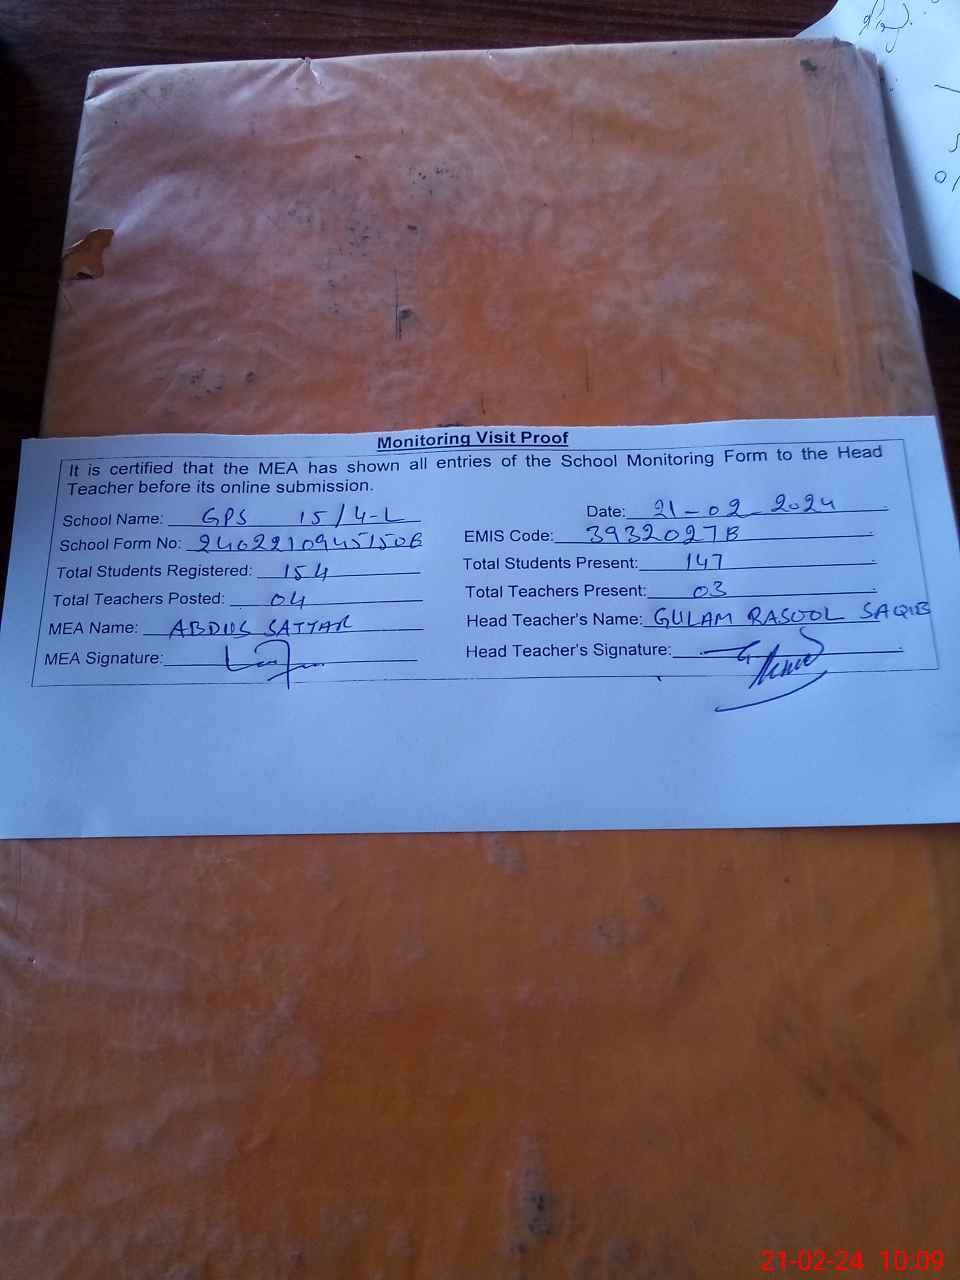 Monitoring Visit Proof
It is certified that the MEA has shown all entries of the School Monitoring Form to the Head
Teacher before its online submission.
School Name: GPS 15/4-L Date: 21-02-2024
School Form No: 240221094515OB EMIS Code: 39320278
Total Students Registered: 154 Total Students Present: 147
Total Teachers Posted: 04 Total Teachers Present: 03
MEA Name: ABDUS SATTAR Head Teacher's Name: GULAM RASOOL SAQIB
MEA Signature: Head Teacher's Signature:
21-02-24 10:09